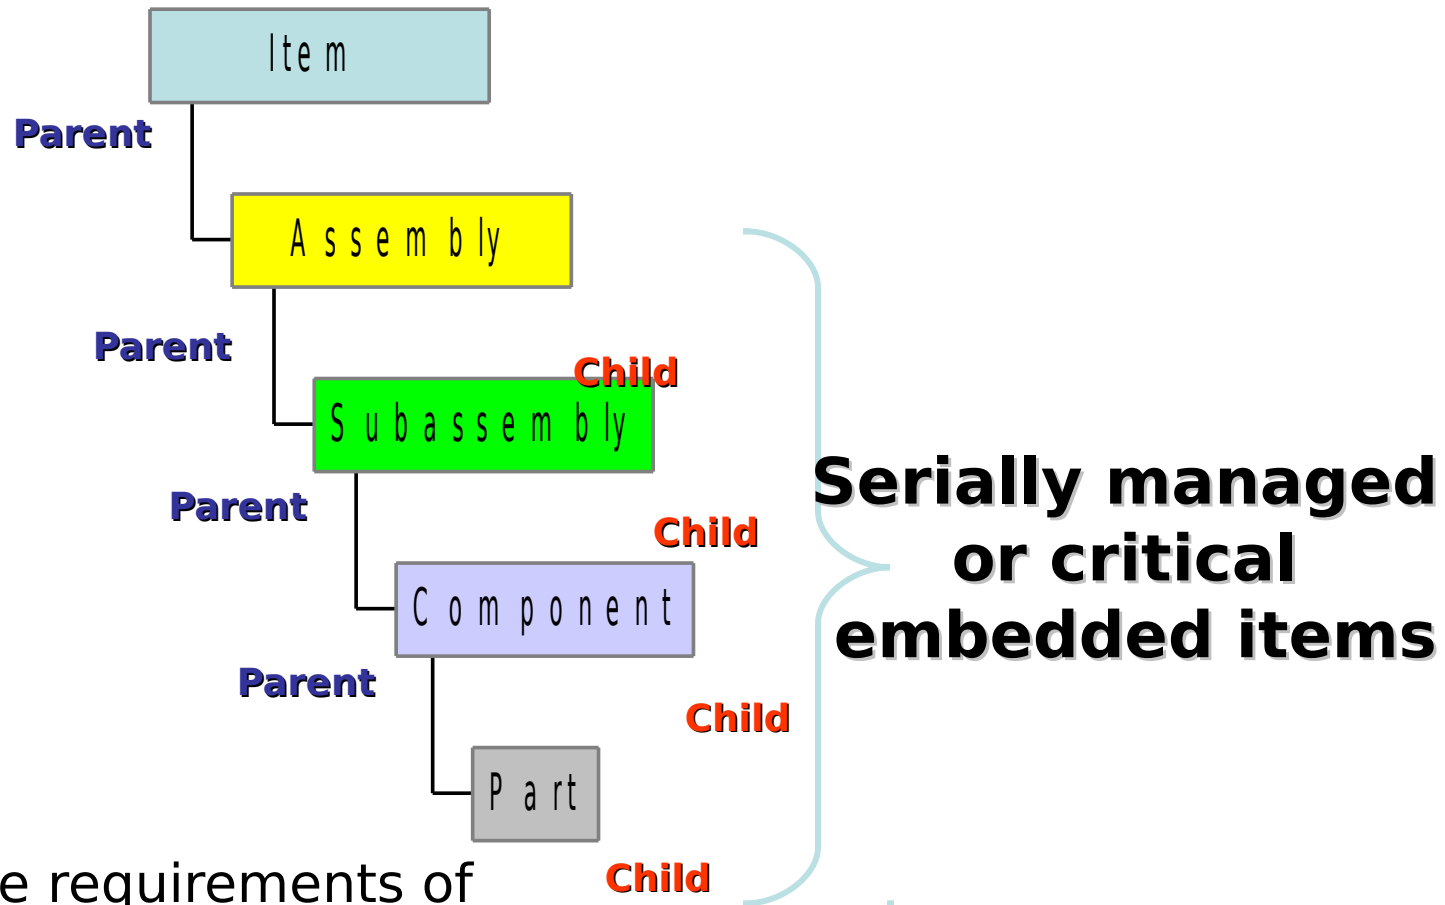 Item
Parent
Assembly
Parent
Child
Subassembly
Parent
Child
Component
Parent
Child
Part
Child
Serially managed
or critical
embedded items
e requirements of